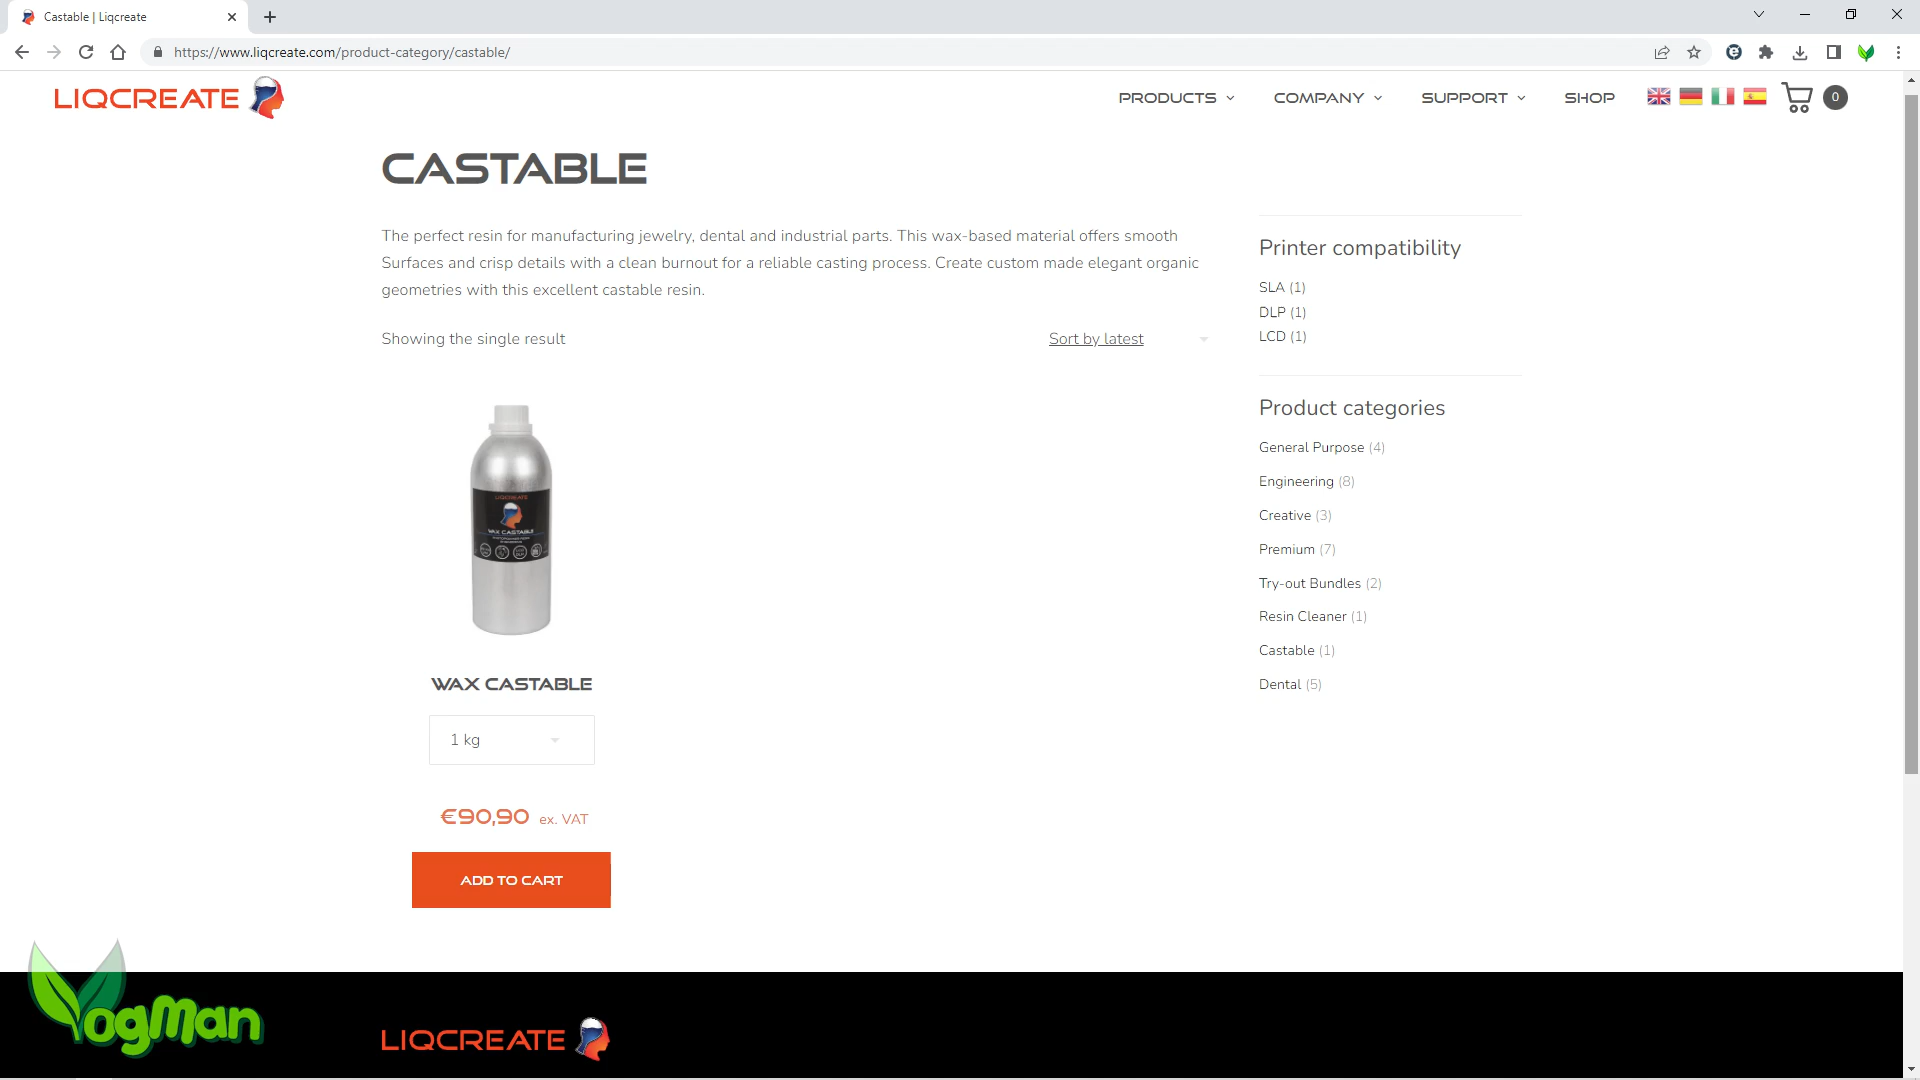 Castable | Liqcreate
https://www.liqcreate.com/product-category/castable/
LIQCREATE
PRODUCTS
COMPANY
SUPPORT
SHOP
0
CASTABLE
The perfect resin for manufacturing jewelry, dental and industrial parts. This wax-based material offers smooth
Surfaces and crisp details with a clean burnout for a reliable casting process. Create custom made elegant organic
geometries with this excellent castable resin.
Showing the single result
Sort by latest
LIQCREATE
WAX CASTABLE
WAX CASTABLE
1 kg
€90,90 ex. VAT
ADD TO CART
Printer compatibility
SLA (1)
DLP (1)
LCD (1)
Product categories
General Purpose (4)
Engineering (8)
Creative (3)
Premium (7)
Try-out Bundles (2)
Resin Cleaner (1)
Castable (1)
Dental (5)
YogMan
LIQCREATE